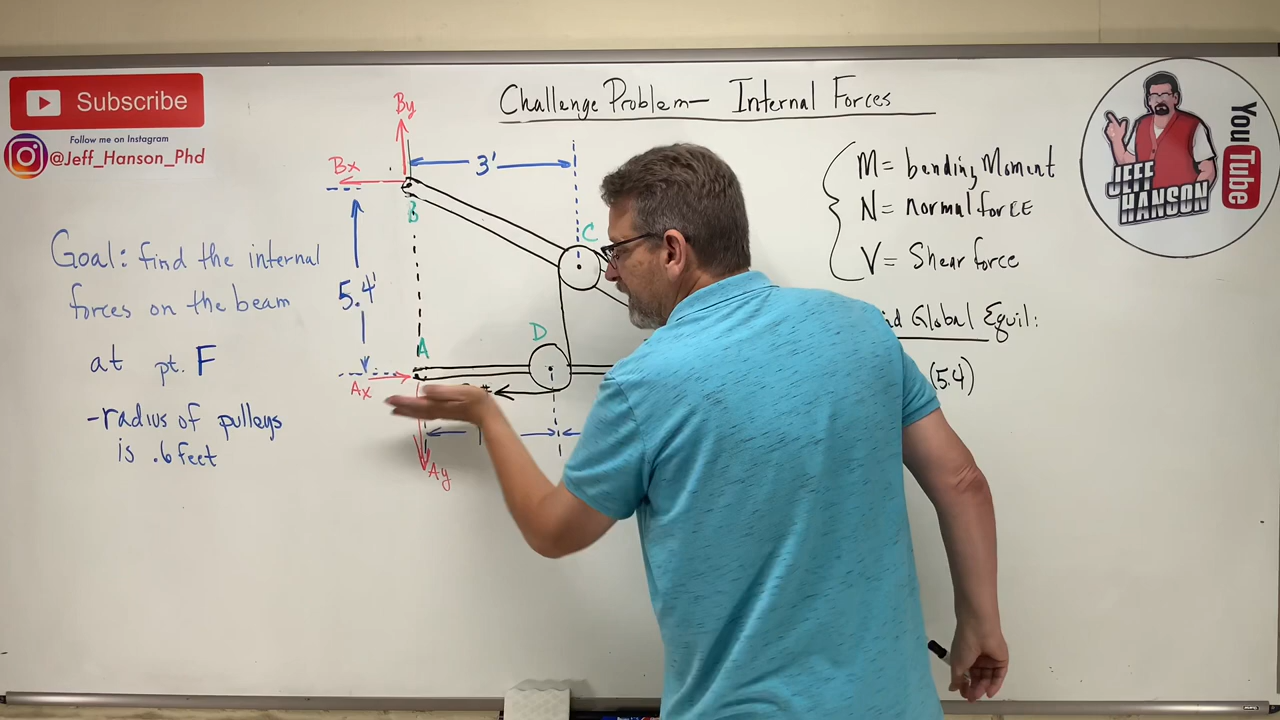 Subscribe
Follow me on Instagram
@Jeff_Hanson_Phd
Challenge Problem— Internal Forces
M = bending Moment
N = normal forcE
V = Shear force
Global Equil:
(5.4)
YouTube
JEFF
HANSON
Goal: find the internal
forces on the beam
at pt. F
-radius of pulleys
is .6 feet
By
Bx
B
3'
C
5.4'
A
D
Ax
Ay